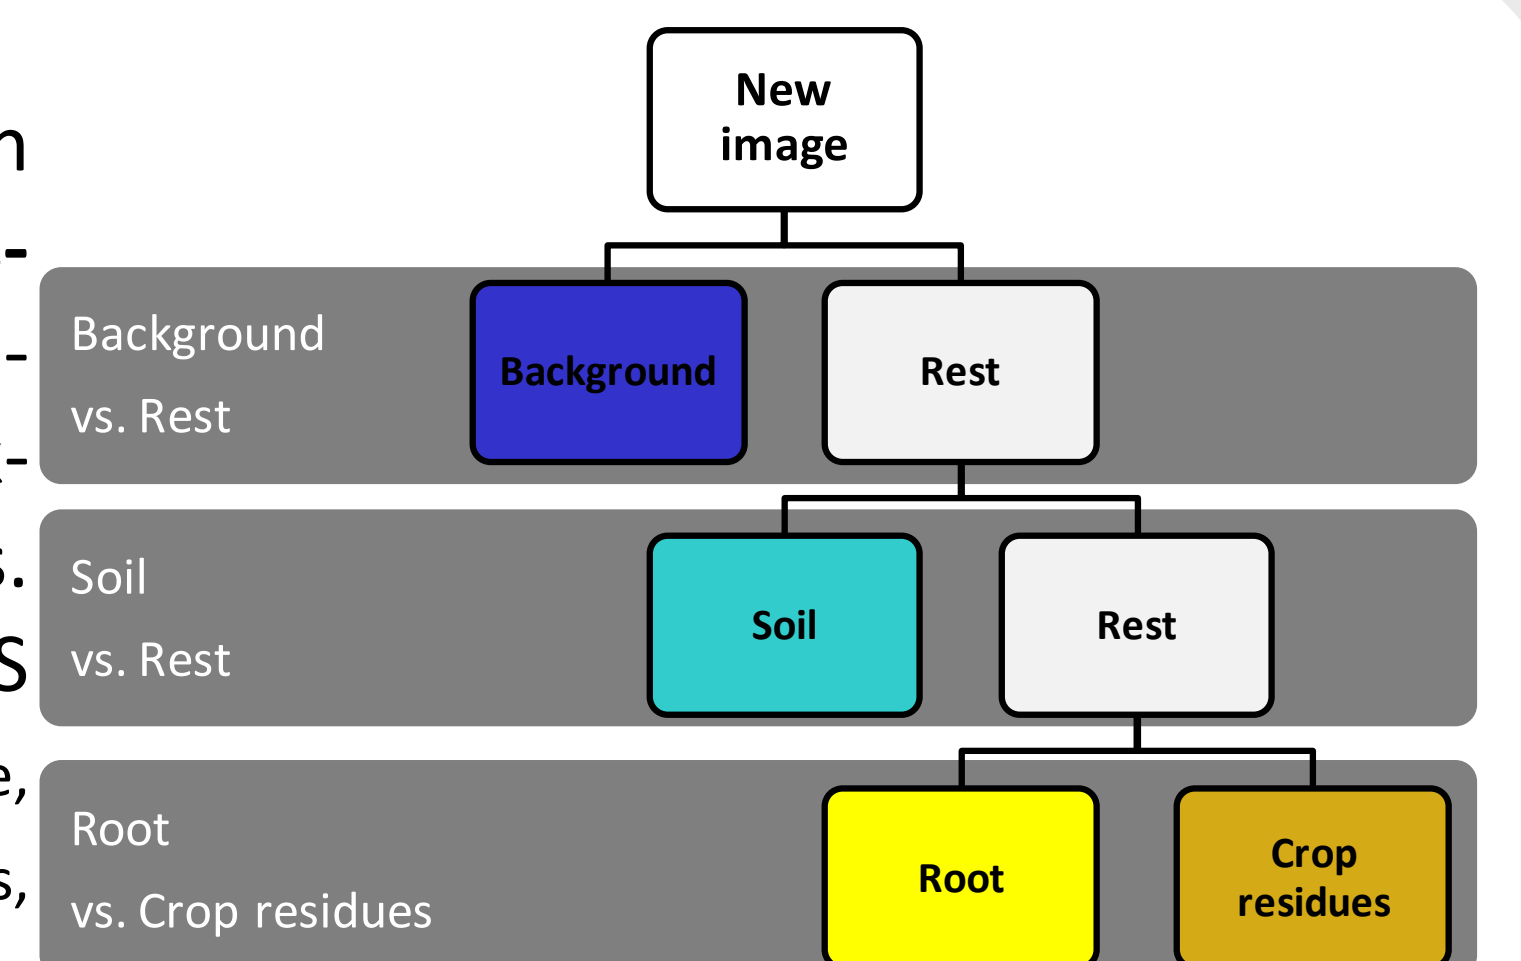 New
image
Background
vs. Rest
Background
Rest
Soil
vs. Rest
Soil
Rest
Root
vs. Crop residues
Root
Crop
residues